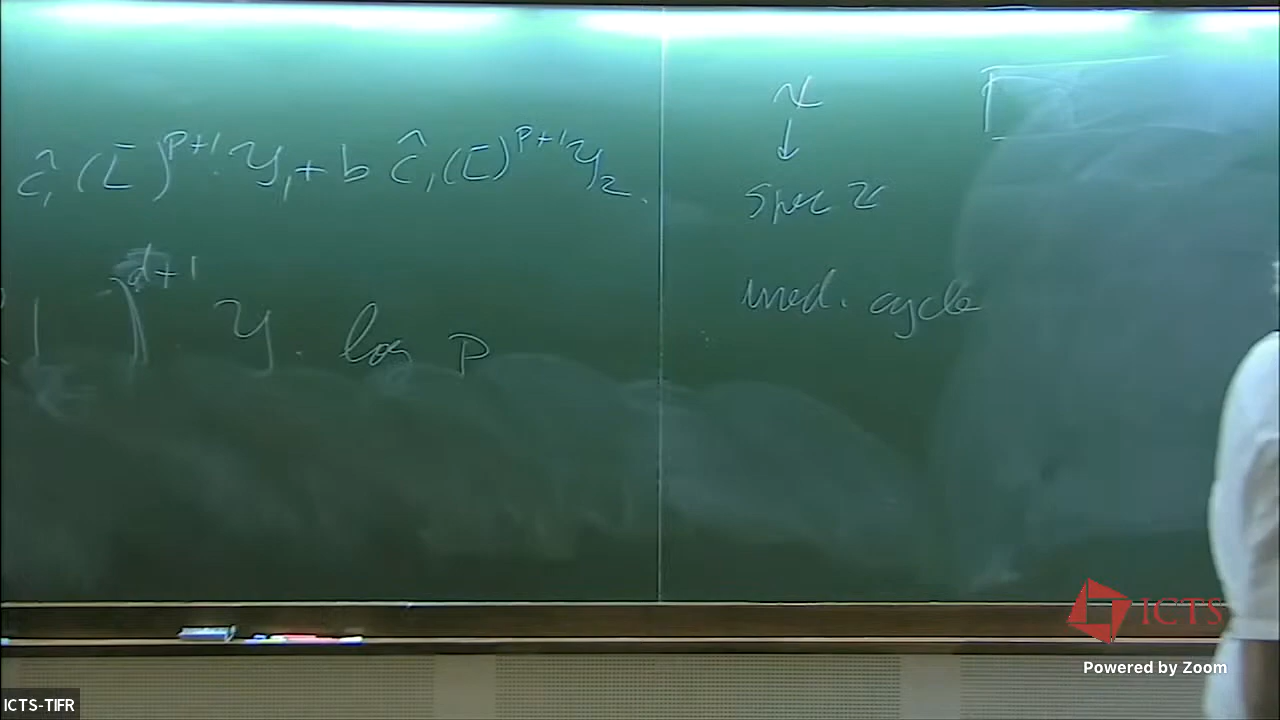 ĉ₁(L̄)^{p+1}·𝒴₁ + b ĉ₁(L̄)^{p+1}𝒴₂.
)^{d+1} 𝒴 . log p
𝒳
↓
Spec ℤ
irred. cycle
ICTS
Powered by Zoom
ICTS-TIFR